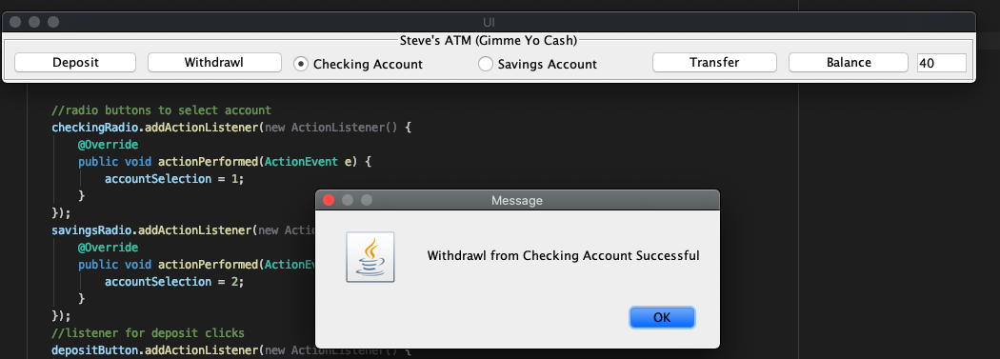 UI
Steve's ATM (Gimme Yo Cash)
Deposit Withdrawl Checking Account Savings Account Transfer Balance 40
//radio buttons to select account
checkingRadio.addActionListener(new ActionListener() {
@Override
public void actionPerformed(ActionEvent e) {
accountSelection = 1;
}
});
savingsRadio.addActionListener(new Actio
@Override
public void actionPerformed(ActionEv
accountSelection = 2;
}
});
//listener for deposit clicks
depositButton.addActionListener(new ActionListener() {
Message
Withdrawl from Checking Account Successful
OK